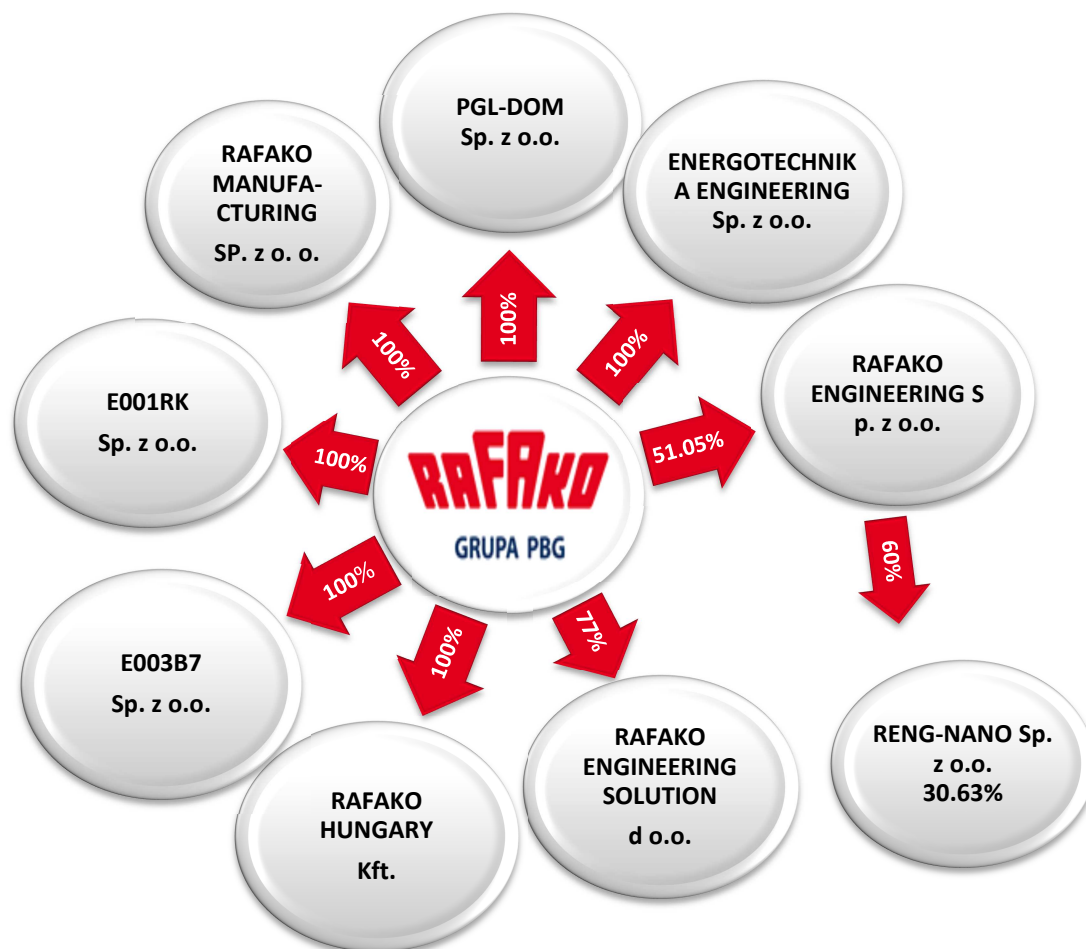 PGL-DOM
Sp. z o.o.
RAFAKO
MANUFA-
CTURING
SP. z o. o.
ENERGOTECHNIK
A ENGINEERING
Sp. z o.o.
100%
100%
100%
RAFAKO
ENGINEERING S
p. z o.o.
E001RK
Sp. z o.o.
100%
RAFAKO
GRUPA PBG
51.05%
60%
E003B7
Sp. z o.o.
100%
100%
77%
RAFAKO
HUNGARY
Kft.
RAFAKO
ENGINEERING
SOLUTION
d o.o.
RENG-NANO Sp.
z o.o.
30.63%